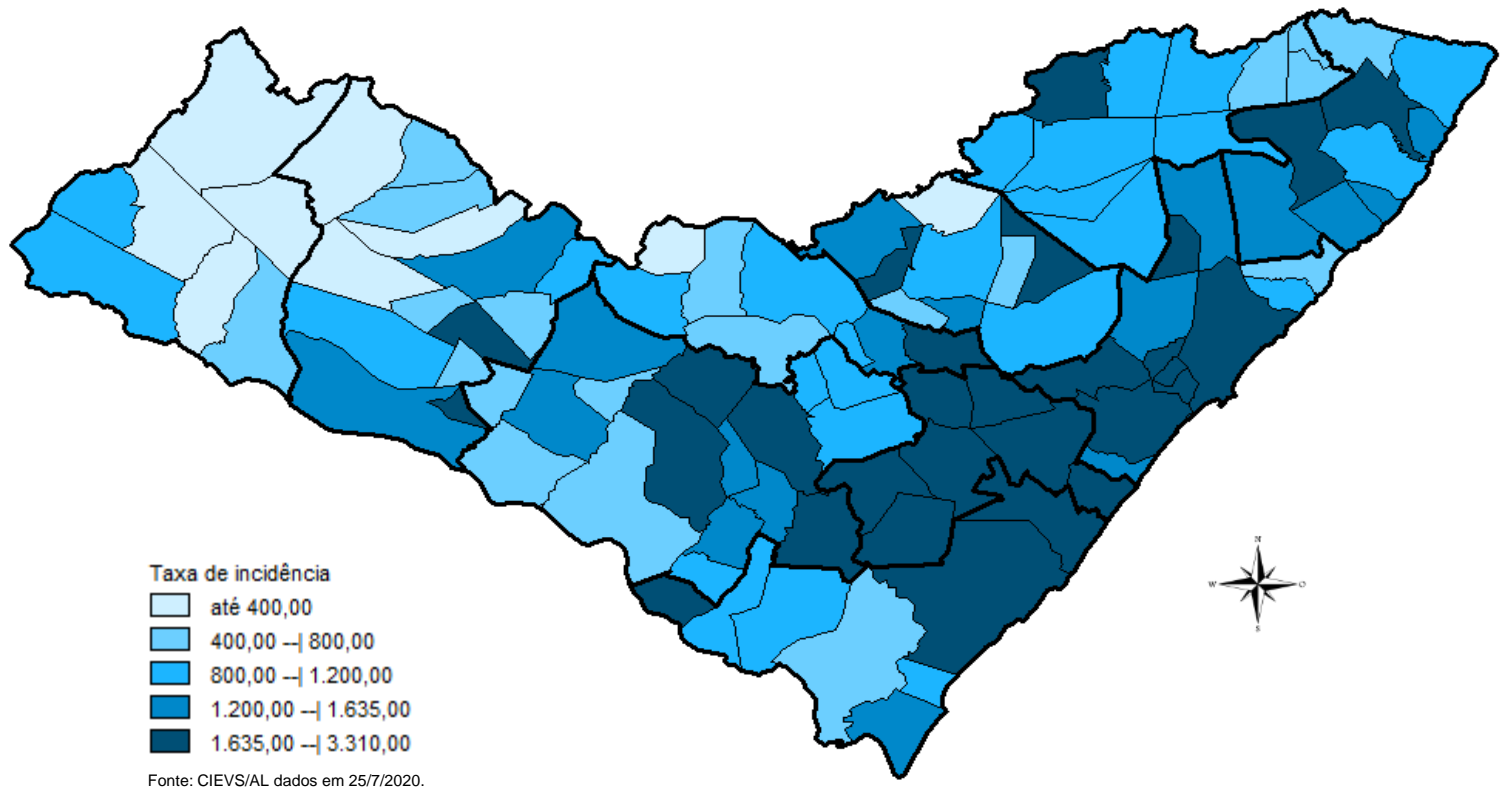 N
W
O
S
Taxa de incidência
até 400,00
400,00 --| 800,00
800,00 --| 1.200,00
1.200,00 --| 1.635,00
1.635,00 --| 3.310,00
Fonte: CIEVS/AL dados em 25/7/2020.